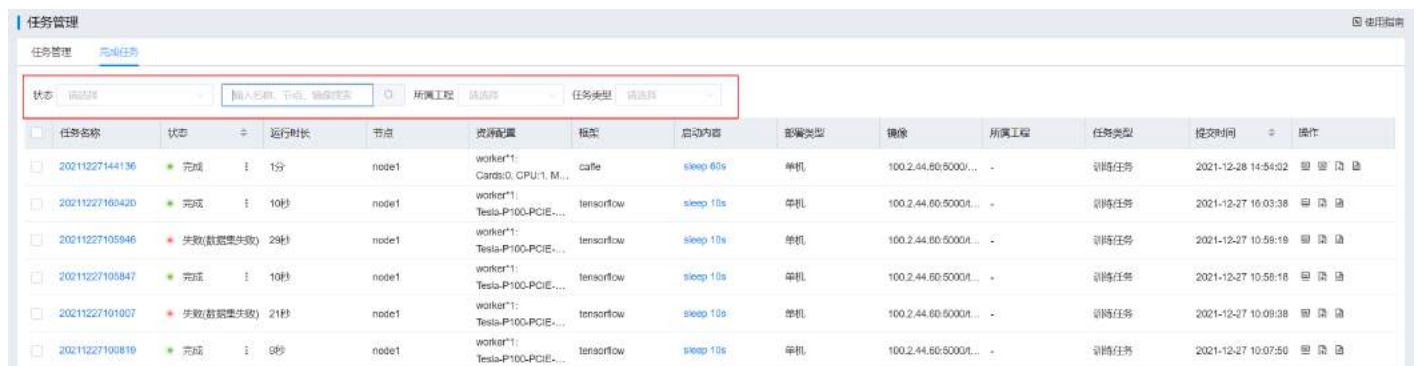 任务管理 使用指南
任务管理 完成任务
状态 请选择 输入名称、节点、镜像搜索 所属工程 请选择 任务类型 请选择
任务名称 状态 运行时长 节点 资源配置 框架 启动内容 部署类型 镜像 所属工程 任务类型 提交时间 操作
worker*1:
20211227144136 完成 1分 node1 Cards:0, CPU:1, M... caffe sleep 60s 单机 100.2.44.60:5000/... - 训练任务 2021-12-28 14:54:02
worker*1:
20211227160420 完成 10秒 node1 Tesla-P100-PCIE-... tensorflow sleep 10s 单机 100.2.44.60:5000/t... - 训练任务 2021-12-27 16:03:38
worker*1:
20211227105946 失败(数据集失败) 29秒 node1 Tesla-P100-PCIE-... tensorflow sleep 10s 单机 100.2.44.60:5000/t... - 训练任务 2021-12-27 10:59:19
worker*1:
20211227105847 完成 10秒 node1 Tesla-P100-PCIE-... tensorflow sleep 10s 单机 100.2.44.60:5000/t... - 训练任务 2021-12-27 10:58:18
worker*1:
20211227101007 失败(数据集失败) 21秒 node1 Tesla-P100-PCIE-... tensorflow sleep 10s 单机 100.2.44.60:5000/t... - 训练任务 2021-12-27 10:09:38
worker*1:
20211227100819 完成 9秒 node1 Tesla-P100-PCIE-... tensorflow sleep 10s 单机 100.2.44.60:5000/t... - 训练任务 2021-12-27 10:07:50